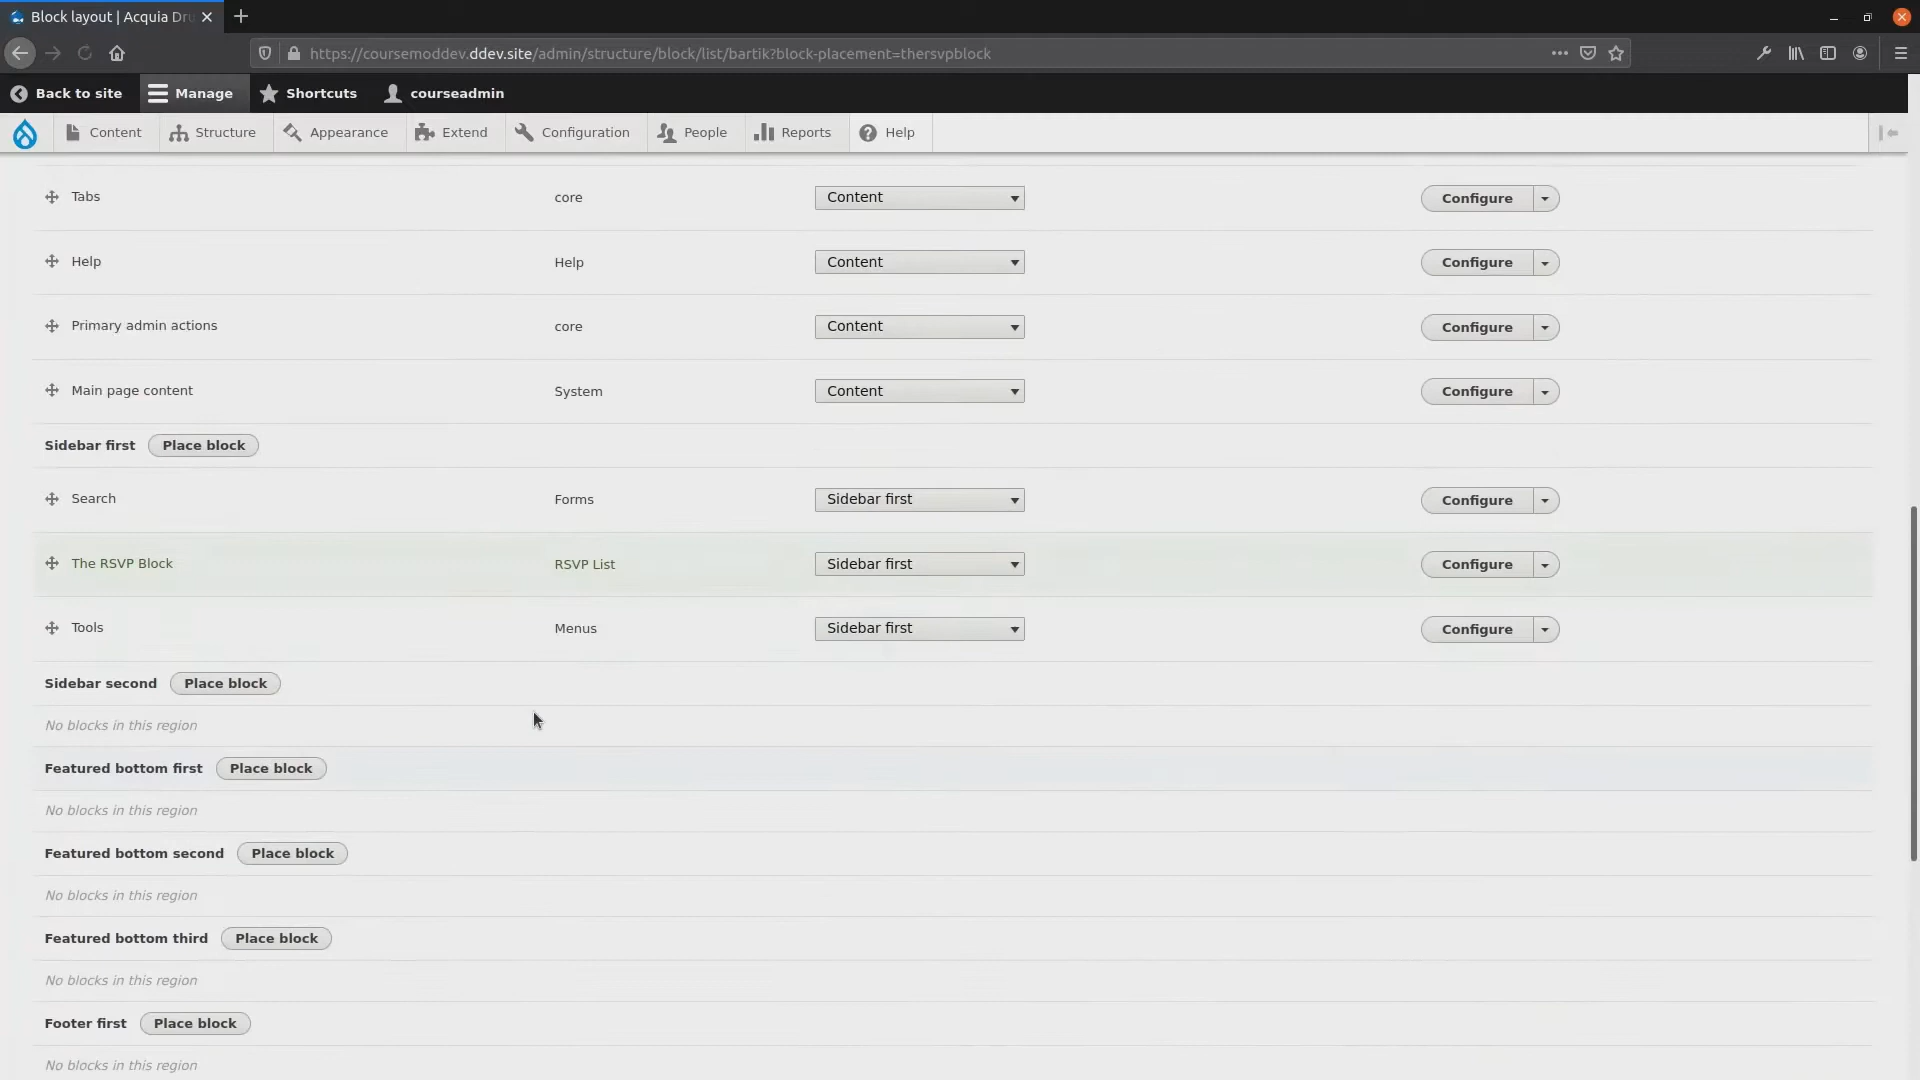 Block layout | Acquia Dru
https://coursemoddev.ddev.site/admin/structure/block/list/bartik?block-placement=thersvpblock
Back to site Manage Shortcuts courseadmin
Content Structure Appearance Extend Configuration People Reports Help
Tabs core Content Configure
Help Help Content Configure
Primary admin actions core Content Configure
Main page content System Content Configure
Sidebar first Place block
Search Forms Sidebar first Configure
The RSVP Block RSVP List Sidebar first Configure
Tools Menus Sidebar first Configure
Sidebar second Place block
No blocks in this region
Featured bottom first Place block
No blocks in this region
Featured bottom second Place block
No blocks in this region
Featured bottom third Place block
No blocks in this region
Footer first Place block
No blocks in this region